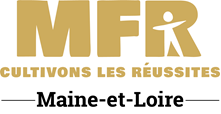 MFR
CULTIVONS LES RÉUSSITES
Maine-et-Loire